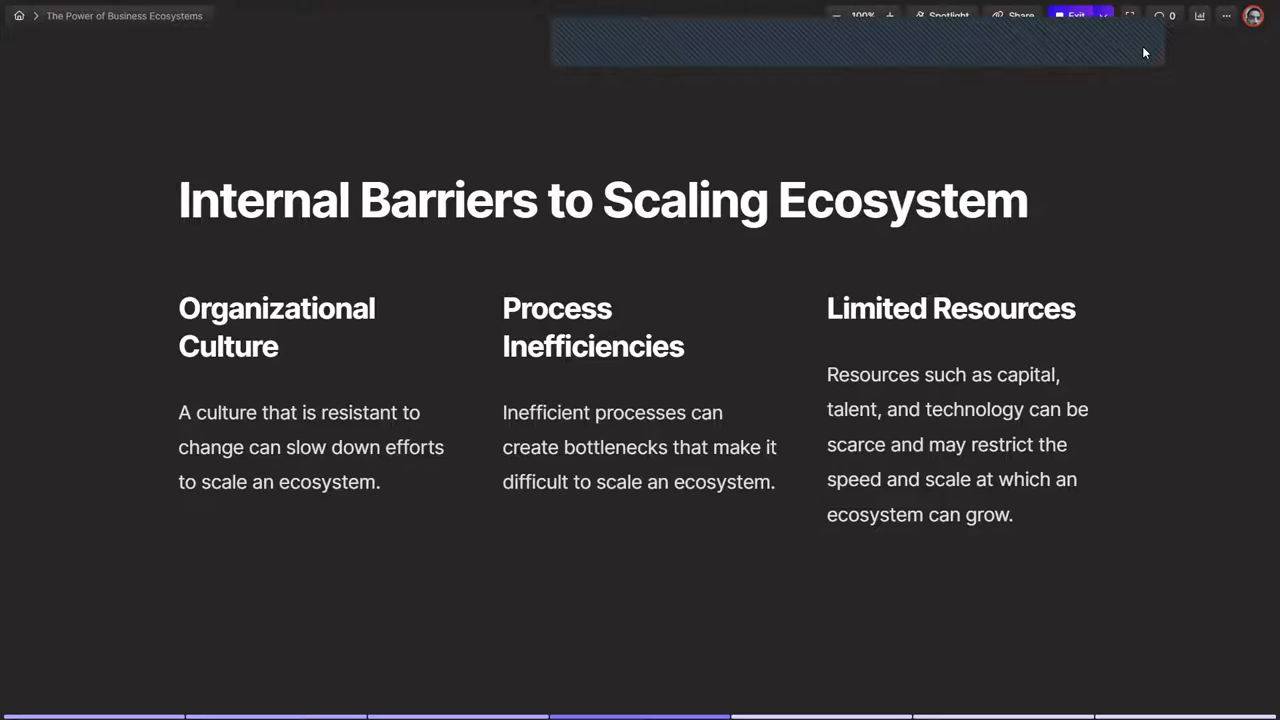 The Power of Business Ecosystems
100%
Spotlight
Share
Exit
0
Internal Barriers to Scaling Ecosystem
Organizational
Culture
A culture that is resistant to
change can slow down efforts
to scale an ecosystem.
Process
Inefficiencies
Inefficient processes can
create bottlenecks that make it
difficult to scale an ecosystem.
Limited Resources
Resources such as capital,
talent, and technology can be
scarce and may restrict the
speed and scale at which an
ecosystem can grow.